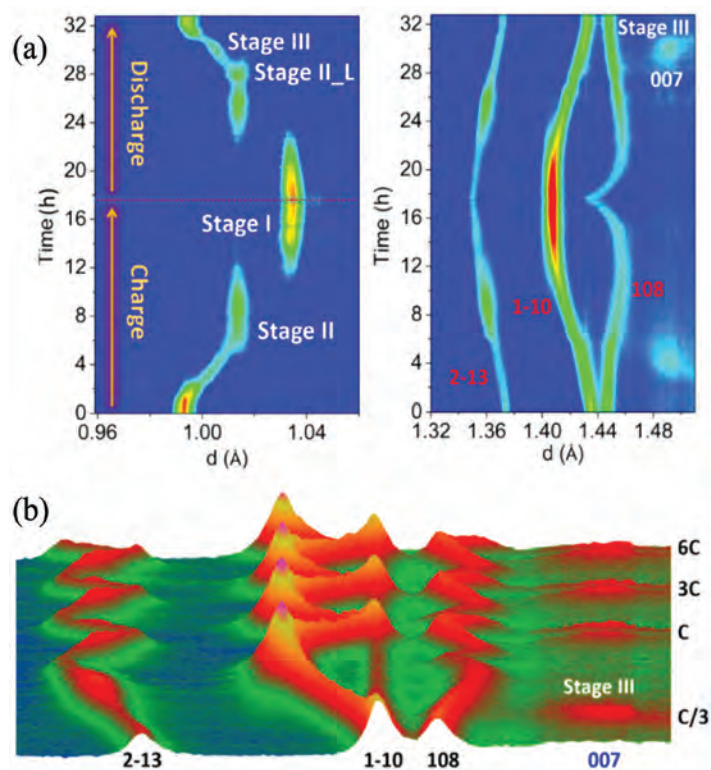 (a)
Time (h)
32
28
24
20
16
12
8
4
0
Discharge
Charge
Stage III
Stage II_L
Stage I
Stage II
0.96
1.00
1.04
d (Å)
Time (h)
32
28
24
20
16
12
8
4
0
Stage III
007
1-10
108
2-13
1.32
1.36
1.40
1.44
1.48
d (Å)
(b)
6C
3C
C
Stage III
C/3
2-13
1-10
108
007